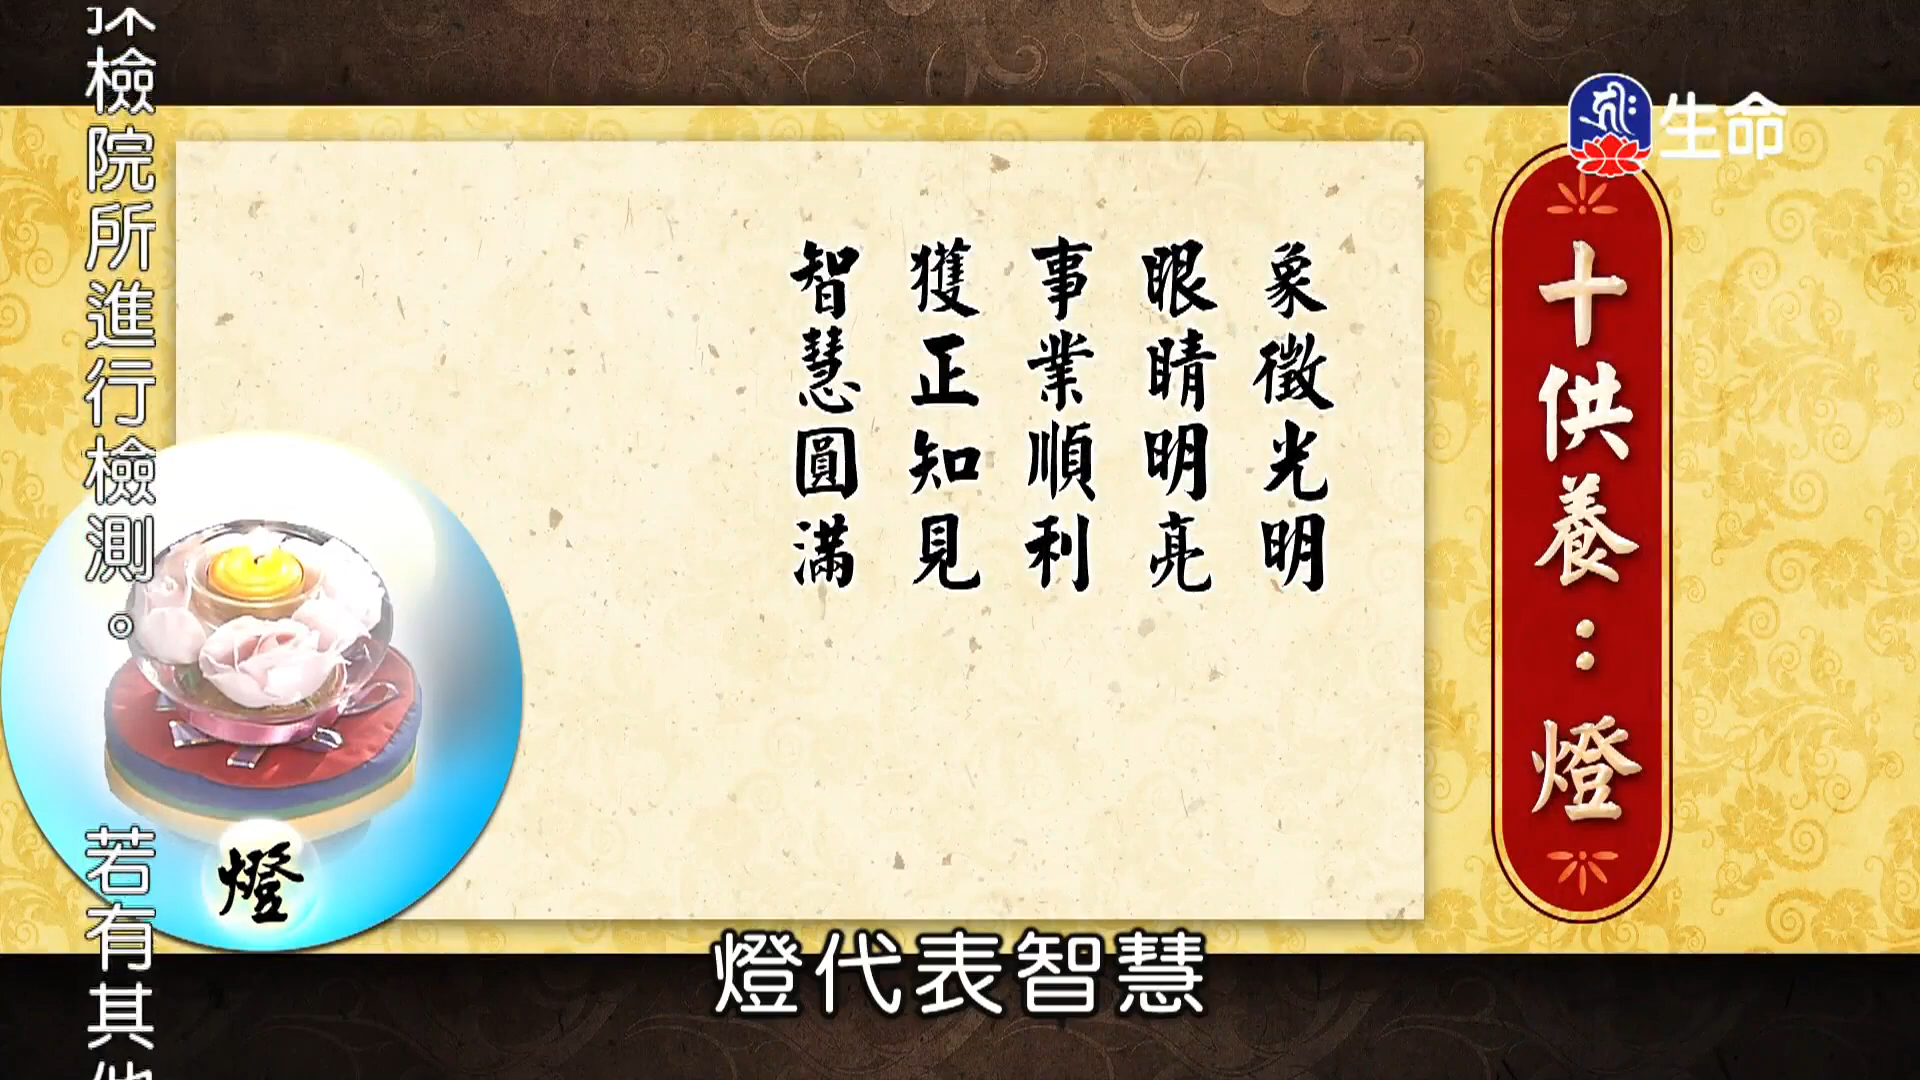 生命
十供養：燈
象徵光明
眼睛明亮
事業順利
獲正知見
智慧圓滿
檢院所進行檢測。 若有其他
燈
燈代表智慧